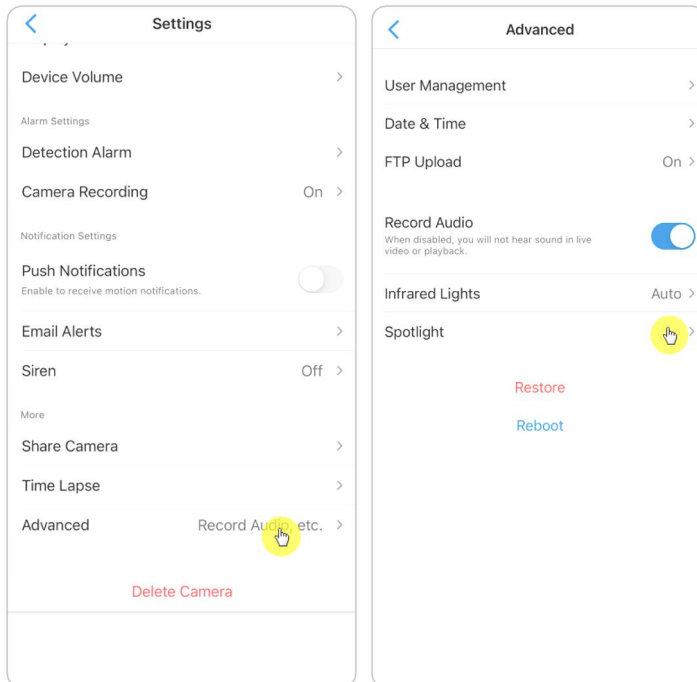 Settings
Device Volume
Alarm Settings
Detection Alarm
Camera Recording On
Notification Settings
Push Notifications
Enable to receive motion notifications.
Email Alerts
Siren Off
More
Share Camera
Time Lapse
Advanced Record Audio, etc.
Delete Camera
Advanced
User Management
Date & Time
FTP Upload On
Record Audio
When disabled, you will not hear sound in live
video or playback.
Infrared Lights Auto
Spotlight
Restore
Reboot